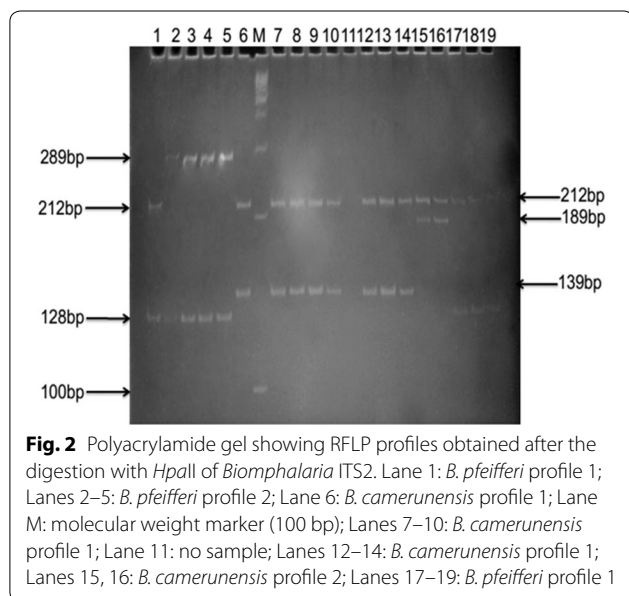 1 2 3 4 5 6 M 7 8 9 10 11 12 13 14 15 16 17 18 19
289bp
212bp
212bp
189bp
139bp
128bp
100bp
Fig. 2 Polyacrylamide gel showing RFLP profiles obtained after the
digestion with HpaII of Biomphalaria ITS2. Lane 1: B. pfeifferi profile 1;
Lanes 2–5: B. pfeifferi profile 2; Lane 6: B. camerunensis profile 1; Lane
M: molecular weight marker (100 bp); Lanes 7–10: B. camerunensis
profile 1; Lane 11: no sample; Lanes 12–14: B. camerunensis profile 1;
Lanes 15, 16: B. camerunensis profile 2; Lanes 17–19: B. pfeifferi profile 1